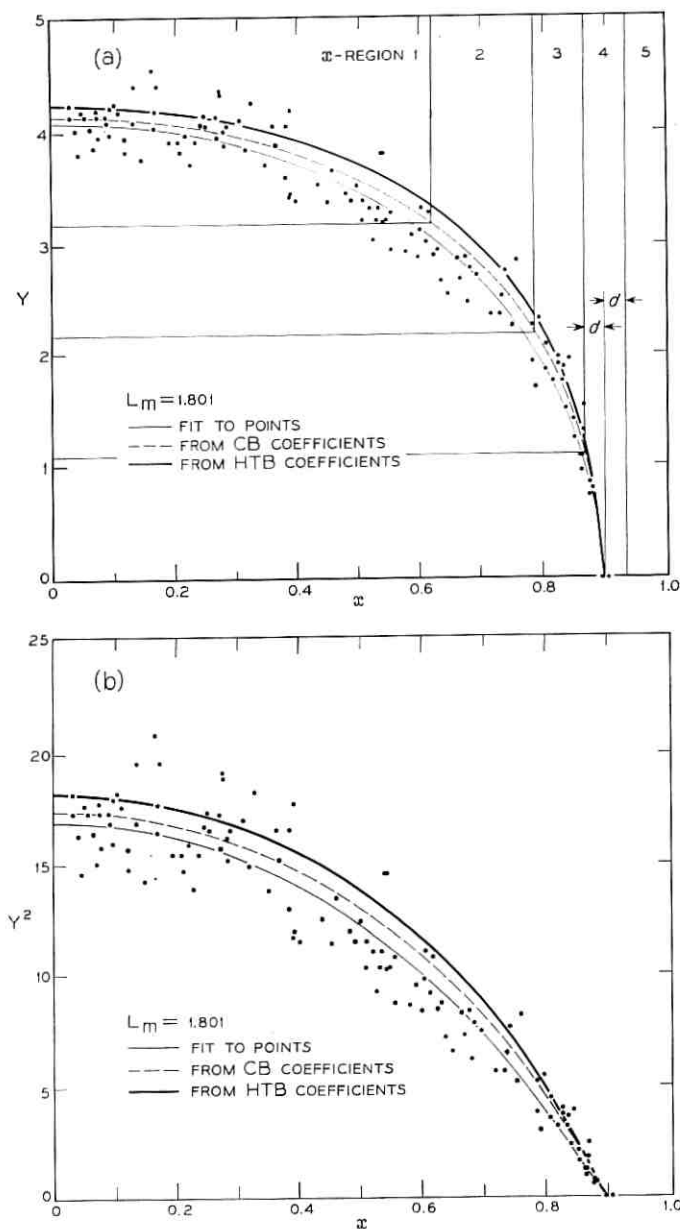 5
(a)
x-REGION 1 2 3 4 5
4
3
Y
d
d
2
L_m = 1.801
FIT TO POINTS
FROM CB COEFFICIENTS
FROM HTB COEFFICIENTS
1
0
0 0.2 0.4 0.6 0.8 1.0
x
25
(b)
20
15
Y²
10
L_m = 1.801
FIT TO POINTS
FROM CB COEFFICIENTS
FROM HTB COEFFICIENTS
5
0
0 0.2 0.4 0.6 0.8 1.0
x